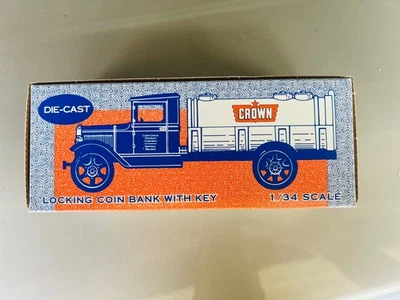 DIE-CAST
CROWN
LOCKING COIN BANK WITH KEY
1/34 SCALE